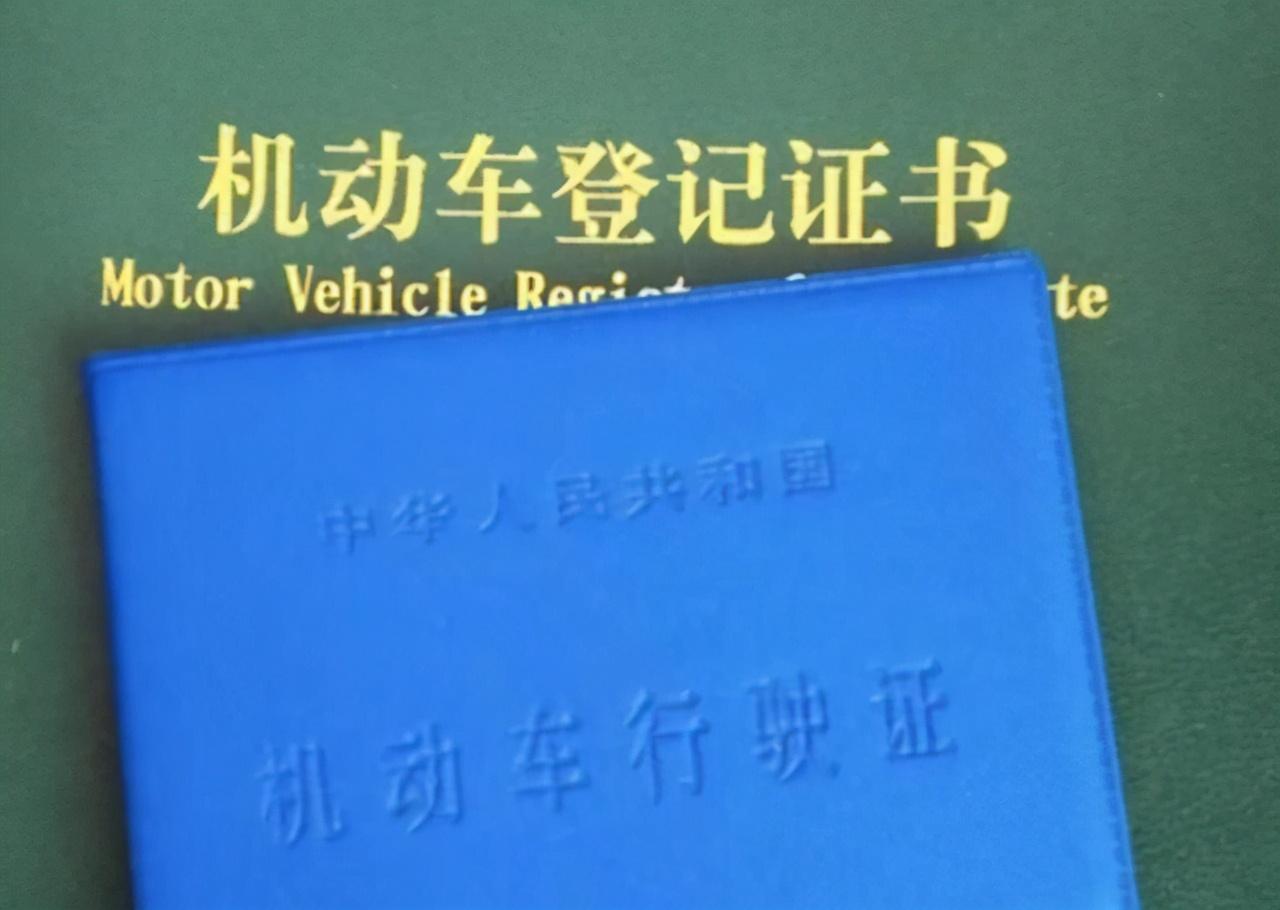 机动车登记证书
Motor Vehicle
中华人民共和国
机动车行驶证